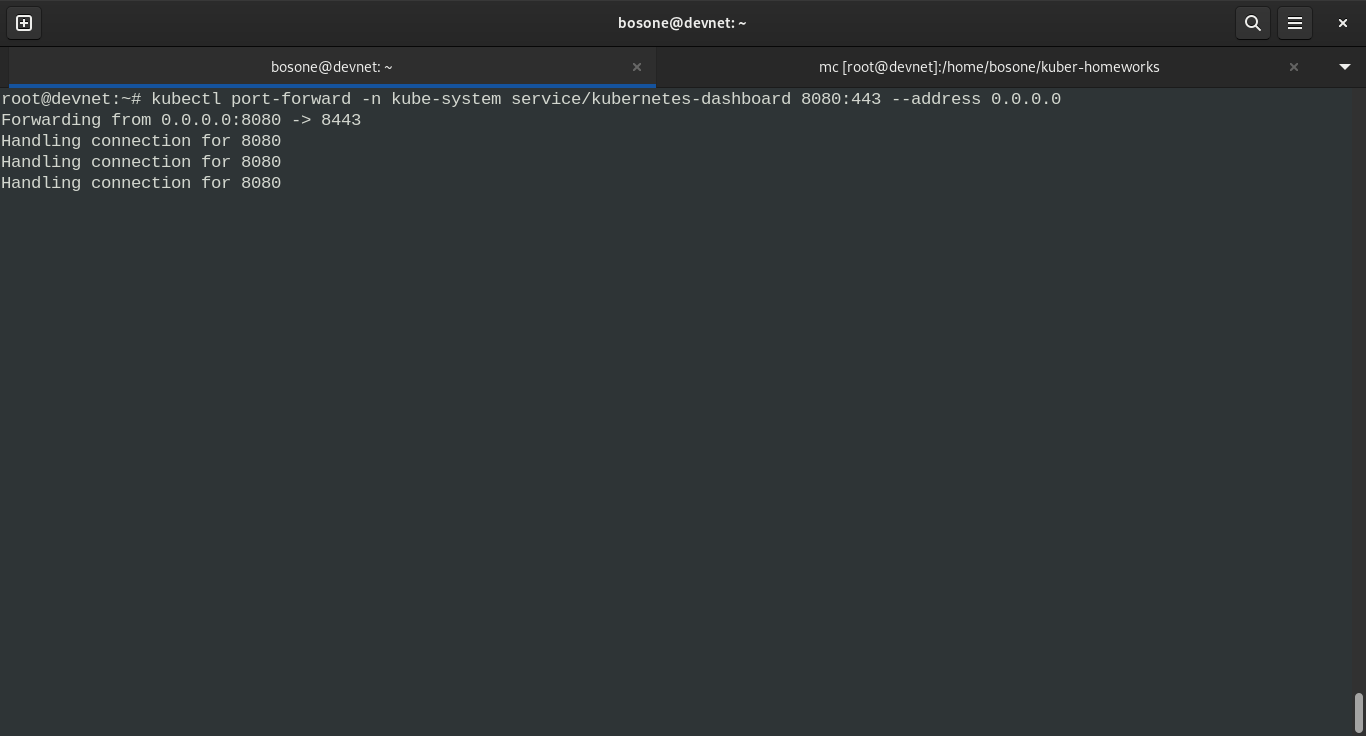 bosone@devnet: ~
bosone@devnet: ~
mc [root@devnet]:/home/bosone/kuber-homeworks
root@devnet:~# kubectl port-forward -n kube-system service/kubernetes-dashboard 8080:443 --address 0.0.0.0
Forwarding from 0.0.0.0:8080 -> 8443
Handling connection for 8080
Handling connection for 8080
Handling connection for 8080